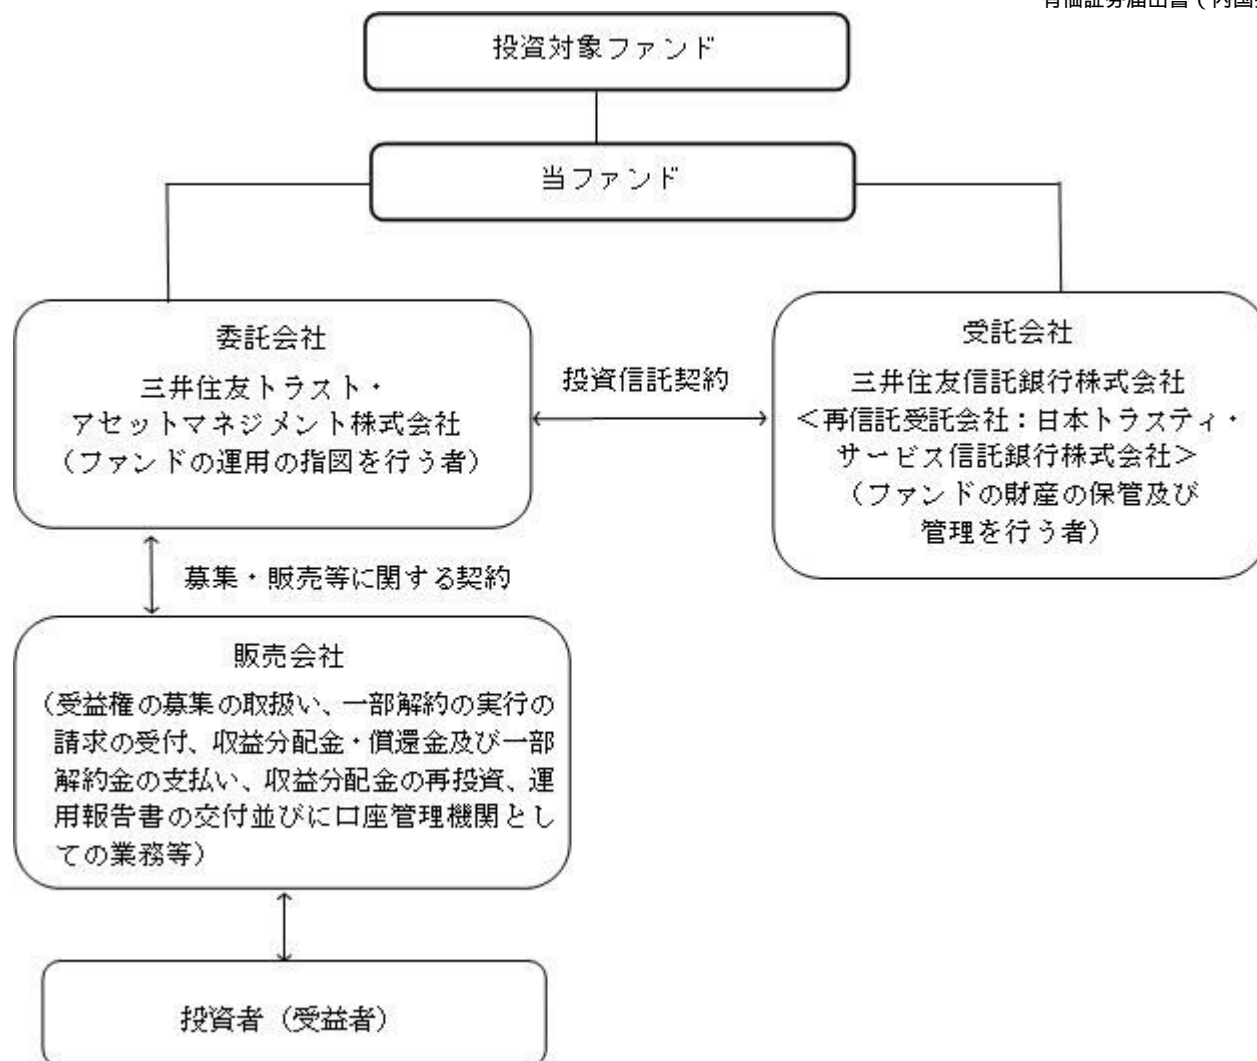 有価証券届出書（内国
投資対象ファンド
当ファンド
委託会社
三井住友トラスト・
アセットマネジメント株式会社
（ファンドの運用の指図を行う者）
投資信託契約
受託会社
三井住友信託銀行株式会社
＜再信託受託会社：日本トラスティ・
サービス信託銀行株式会社＞
（ファンドの財産の保管及び
管理を行う者）
募集・販売等に関する契約
販売会社
（受益権の募集の取扱い、一部解約の実行の
請求の受付、収益分配金・償還金及び一部
解約金の支払い、収益分配金の再投資、運
用報告書の交付並びに口座管理機関とし
ての業務等）
投資者（受益者）